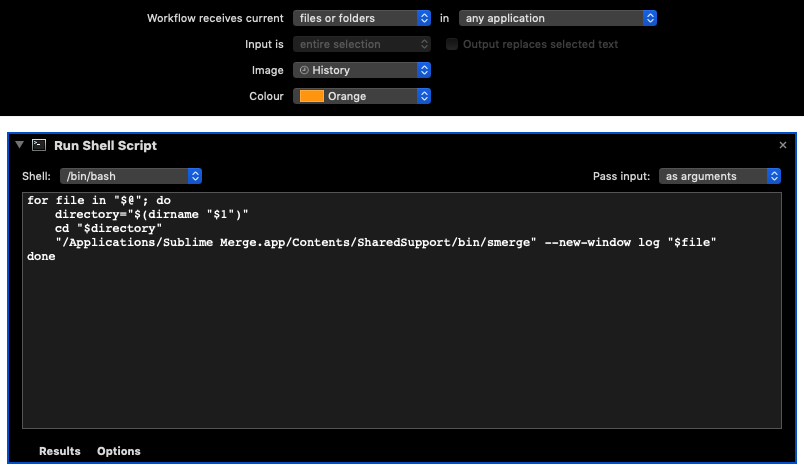 Workflow receives current files or folders in any application
Input is entire selection Output replaces selected text
Image History
Colour Orange
Run Shell Script
Shell: /bin/bash Pass input: as arguments
for file in "$@"; do
    directory="$(dirname "$1")"
    cd "$directory"
    "/Applications/Sublime Merge.app/Contents/SharedSupport/bin/smerge" --new-window log "$file"
done
Results Options